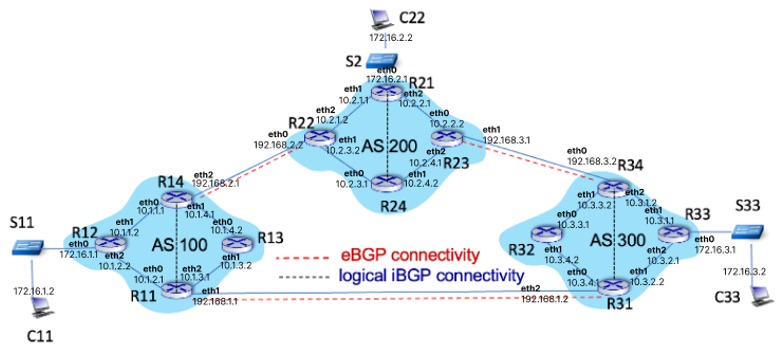 C22
172.16.2.2
S2
eth0
172.16.2.1
R21
eth1
10.2.1.1
eth2
10.2.2.1
eth2
10.2.1.2
R22
eth0
192.168.2.2
eth1
10.2.3.2
AS 200
eth0
10.2.2.2
eth1
192.168.3.1
R23
eth2
10.2.4.1
eth0
10.2.3.1
eth1
10.2.4.2
R24
eth0
192.168.3.2
R34
R14
eth2
192.168.2.1
eth0
10.1.1.1
eth1
10.1.4.1
eth1
10.3.3.2
eth2
10.3.1.2
S11
R12
eth1
10.1.1.2
eth0
10.1.4.2
R13
eth0
10.3.3.1
eth1
10.3.1.1
R33
S33
eth0
172.16.1.1
eth2
10.1.2.2
AS 100
eth1
10.1.3.2
R32
AS 300
eth0
172.16.3.1
eBGP connectivity
eth1
10.3.4.2
eth2
10.3.2.1
logical iBGP connectivity
eth0
10.1.2.1
eth2
10.1.3.1
172.16.1.2
R11
eth1
192.168.1.1
eth2
192.168.1.2
eth0
10.3.4.1
eth1
10.3.2.2
R31
172.16.3.2
C33
C11